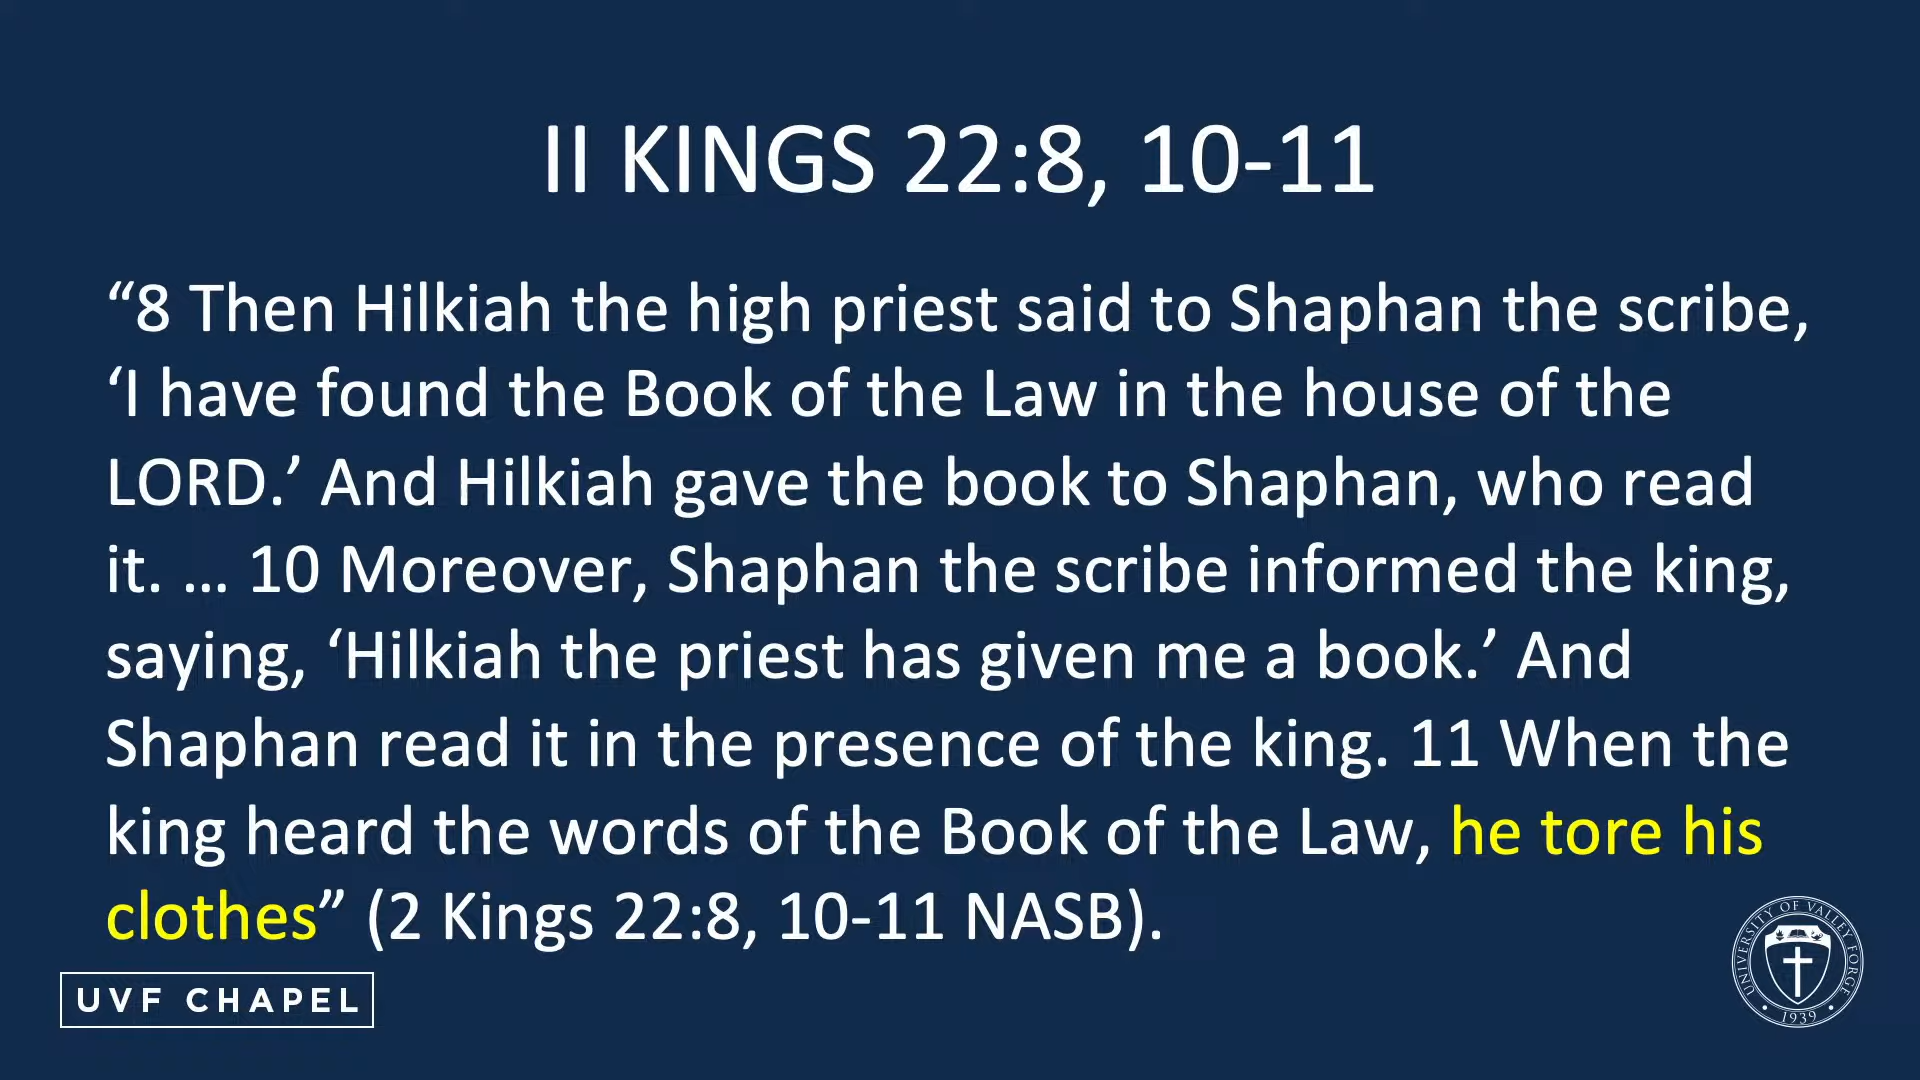 II KINGS 22:8, 10-11
“8 Then Hilkiah the high priest said to Shaphan the scribe,
‘I have found the Book of the Law in the house of the
LORD.’ And Hilkiah gave the book to Shaphan, who read
it. … 10 Moreover, Shaphan the scribe informed the king,
saying, ‘Hilkiah the priest has given me a book.’ And
Shaphan read it in the presence of the king. 11 When the
king heard the words of the Book of the Law, he tore his
clothes” (2 Kings 22:8, 10-11 NASB).
UVF CHAPEL
UNIVERSITY OF VALLEY FORGE
1939